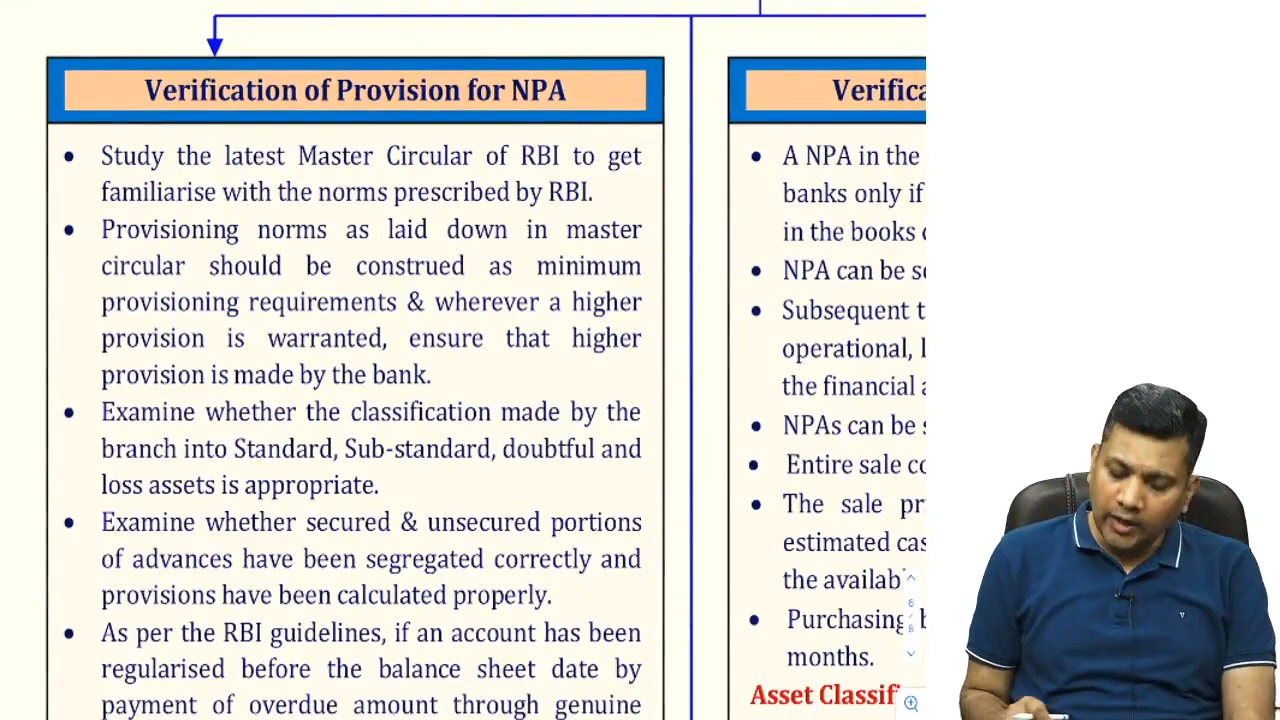 Verification of Provision for NPA
• Study the latest Master Circular of RBI to get
familiarise with the norms prescribed by RBI.
• Provisioning norms as laid down in master
circular should be construed as minimum
provisioning requirements & wherever a higher
provision is warranted, ensure that higher
provision is made by the bank.
• Examine whether the classification made by the
branch into Standard, Sub-standard, doubtful and
loss assets is appropriate.
• Examine whether secured & unsecured portions
of advances have been segregated correctly and
provisions have been calculated properly.
• As per the RBI guidelines, if an account has been
regularised before the balance sheet date by
payment of overdue amount through genuine
Verifica
• A NPA in the
banks only if
in the books
• NPA can be s
• Subsequent t
operational,
the financial
• NPAs can be
• Entire sale co
• The sale pri
estimated cas
the availab
• Purchasing b
months.
Asset Classif
6
8